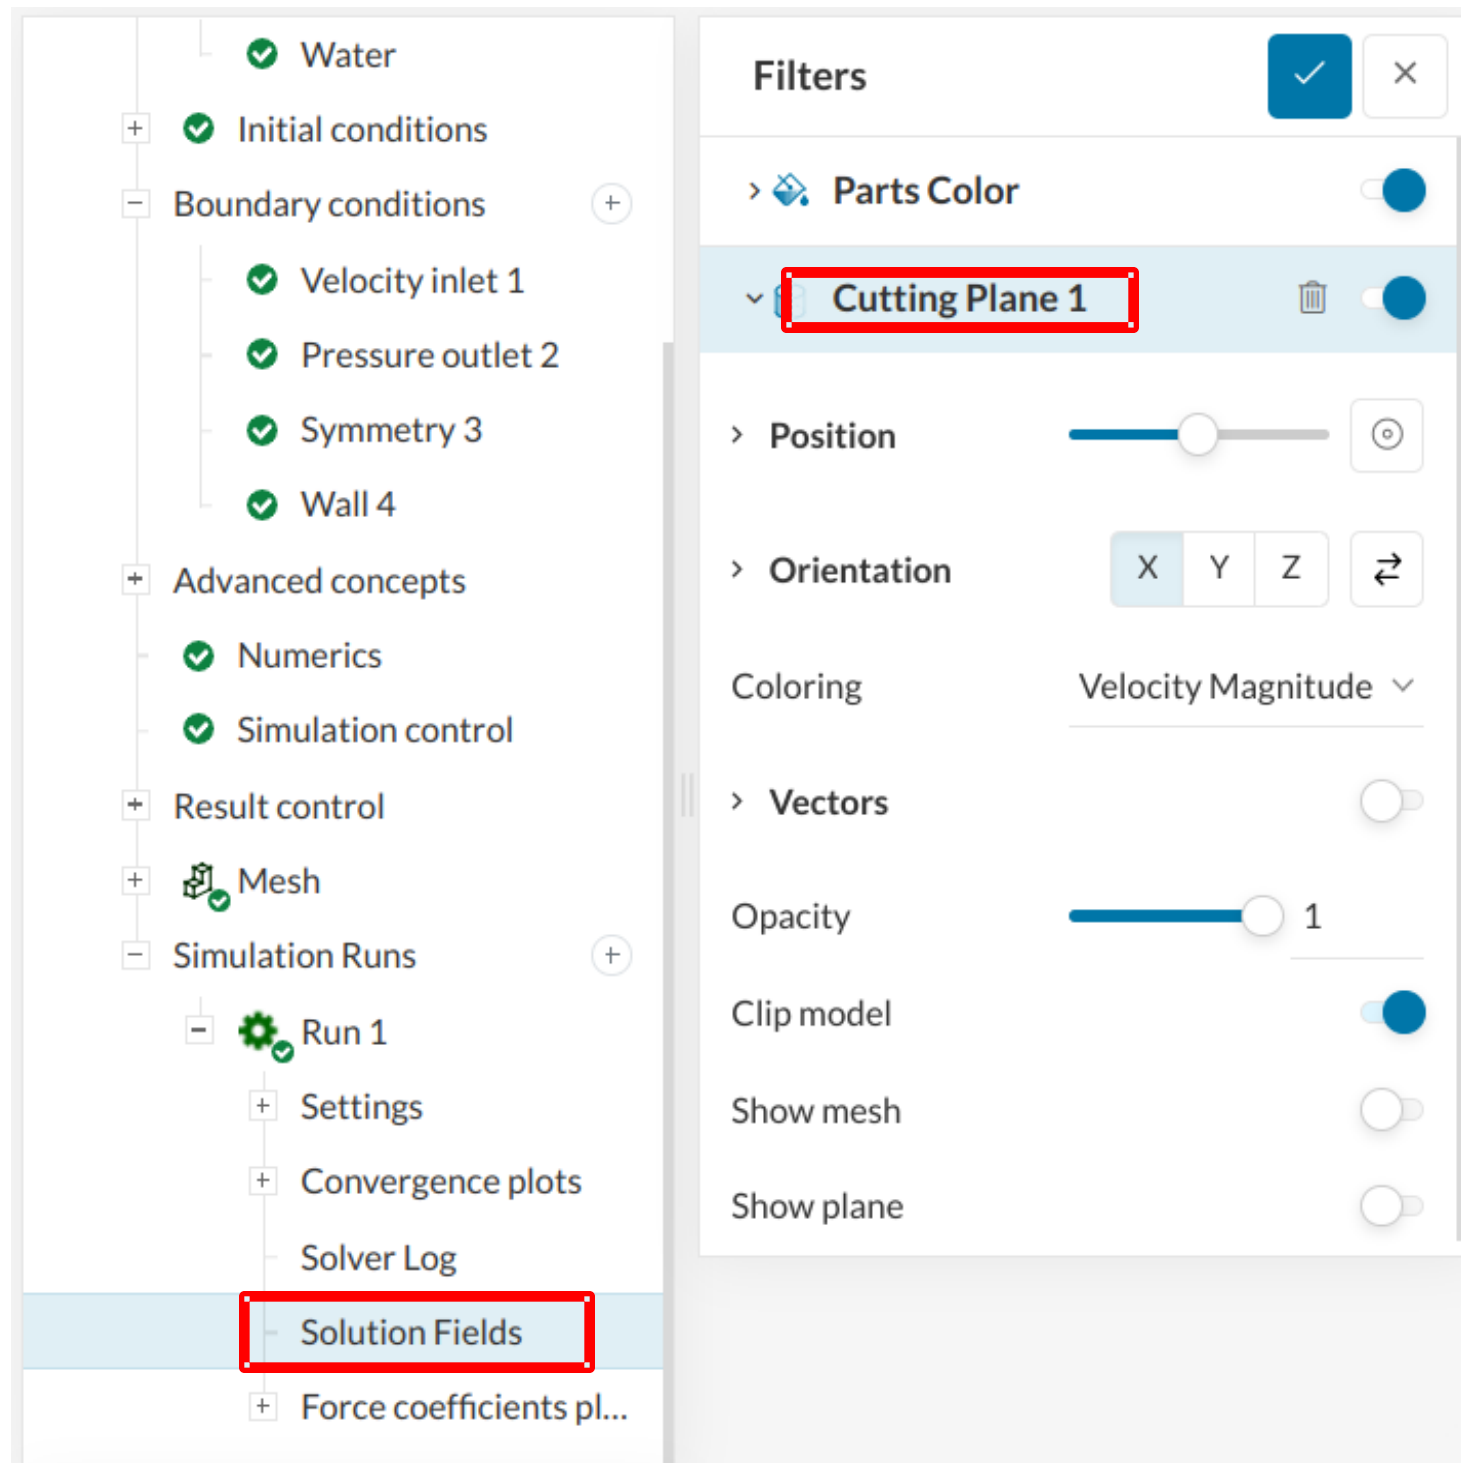 Water
Initial conditions
Boundary conditions
Velocity inlet 1
Pressure outlet 2
Symmetry 3
Wall 4
Advanced concepts
Numerics
Simulation control
Result control
Mesh
Simulation Runs
Run 1
Settings
Convergence plots
Solver Log
Solution Fields
Force coefficients pl...
Filters
Parts Color
Cutting Plane 1
Position
Orientation X Y Z
Coloring Velocity Magnitude
Vectors
Opacity 1
Clip model
Show mesh
Show plane